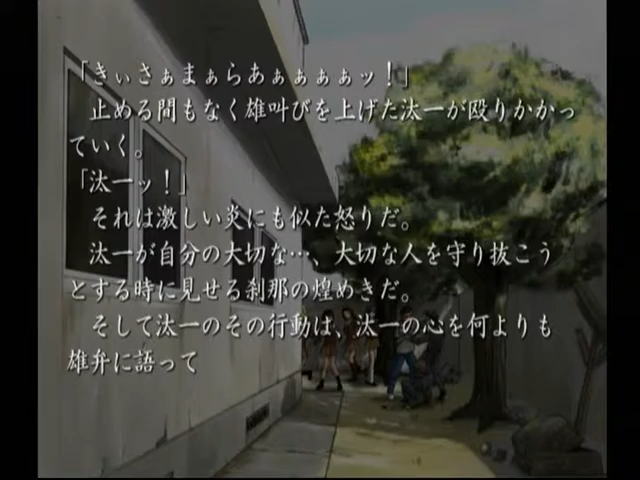 「きぃさぁまぁらあぁぁぁぁッ！」
　止める間もなく雄叫びを上げた汰一が殴りかかっ
ていく。
「汰一ッ！」
　それは激しい炎にも似た怒りだ。
　汰一が自分の大切な…、大切な人を守り抜こう
とする時に見せる刹那の煌めきだ。
　そして汰一のその行動は、汰一の心を何よりも
雄弁に語って